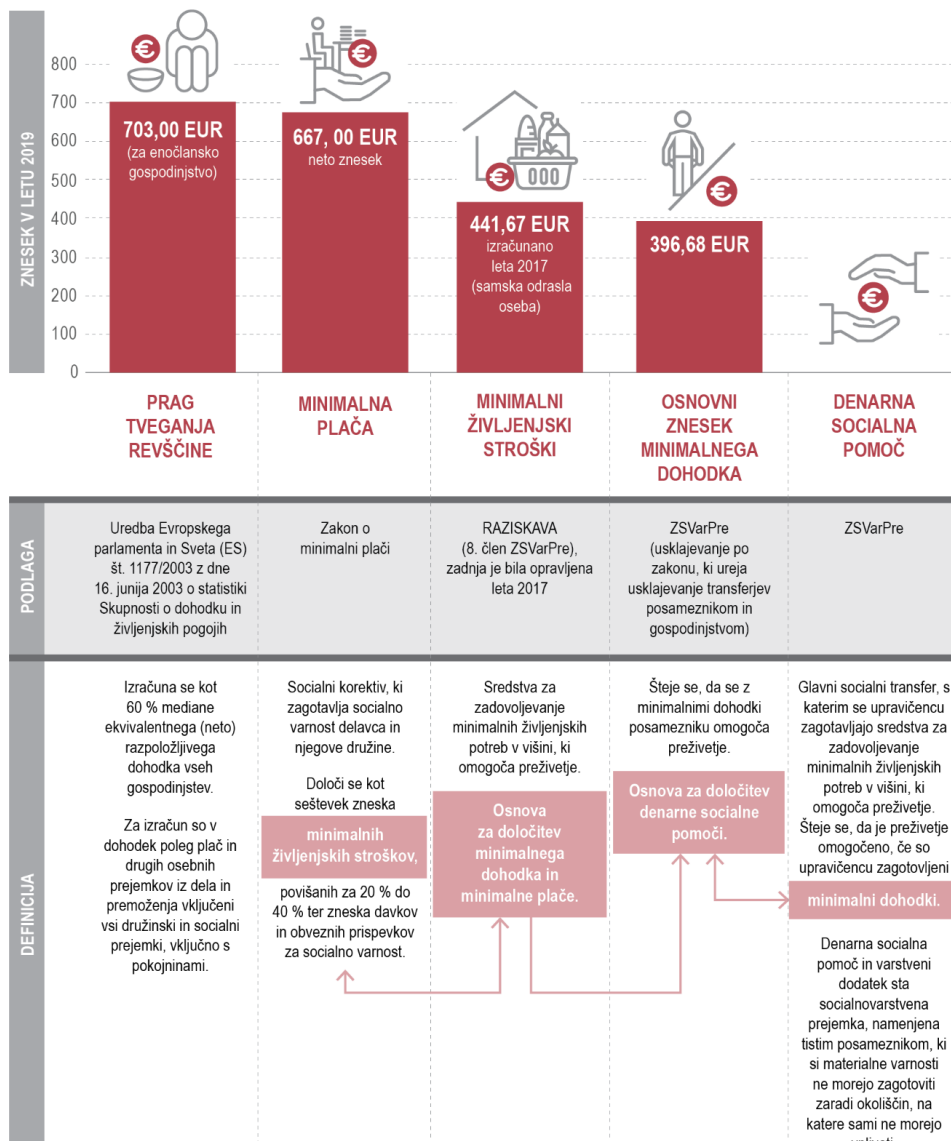 ZNESEK V LETU 2019
800
700
600
500
400
300
200
100
0
€
703,00 EUR
(za enočlansko
gospodinjstvo)
€
667, 00 EUR
neto znesek
€
441,67 EUR
izračunano
leta 2017
(samska odrasla
oseba)
€
396,68 EUR
€
PRAG
TVEGANJA
REVŠČINE
MINIMALNA
PLAČA
MINIMALNI
ŽIVLJENJSKI
STROŠKI
OSNOVNI
ZNESEK
MINIMALNEGA
DOHODKA
DENARNA
SOCIALNA
POMOČ
PODLAGA
Uredba Evropskega
parlamenta in Sveta (ES)
št. 1177/2003 z dne
16. junija 2003 o statistiki
Skupnosti o dohodku in
življenjskih pogojih
Zakon o
minimalni plači
RAZISKAVA
(8. člen ZSVarPre),
zadnja je bila opravljena
leta 2017
ZSVarPre
(usklajevanje po
zakonu, ki ureja
usklajevanje transferjev
posameznikom in
gospodinjstvom)
ZSVarPre
DEFINICIJA
Izračuna se kot
60 % mediane
ekvivalentnega (neto)
razpoložljivega
dohodka vseh
gospodinjstev.
Za izračun so v
dohodek poleg plač in
drugih osebnih
prejemkov iz dela in
premoženja vključeni
vsi družinski in socialni
prejemki, vključno s
pokojninami.
Socialni korektiv, ki
zagotavlja socialno
varnost delavca in
njegove družine.
Določi se kot
seštevek zneska
minimalnih
življenjskih stroškov,
povišanih za 20 % do
40 % ter zneska davkov
in obveznih prispevkov
za socialno varnost.
Sredstva za
zadovoljevanje
minimalnih življenjskih
potreb v višini, ki
omogoča preživetje.
Osnova
za določitev
minimalnega
dohodka in
minimalne plače.
Šteje se, da se z
minimalnimi dohodki
posamezniku omogoča
preživetje.
Osnova za določitev
denarne socialne
pomoči.
Glavni socialni transfer, s
katerim se upravičencu
zagotavljajo sredstva za
zadovoljevanje
minimalnih življenjskih
potreb v višini, ki
omogoča preživetje.
Šteje se, da je preživetje
omogočeno, če so
upravičencu zagotovljeni
minimalni dohodki.
Denarna socialna
pomoč in varstveni
dodatek sta
socialnovarstvena
prejemka, namenjena
tistim posameznikom, ki
si materialne varnosti
ne morejo zagotoviti
zaradi okoliščin, na
katere sami ne morejo